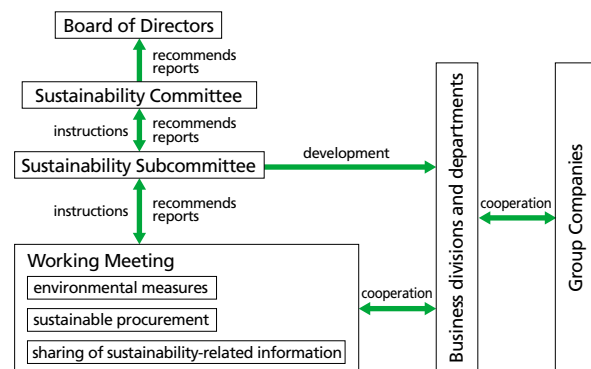 Board of Directors
recommends
reports
Sustainability Committee
instructions
recommends
reports
Sustainability Subcommittee
development
instructions
recommends
reports
Working Meeting
environmental measures
sustainable procurement
sharing of sustainability-related information
cooperation
Business divisions and departments
cooperation
Group Companies